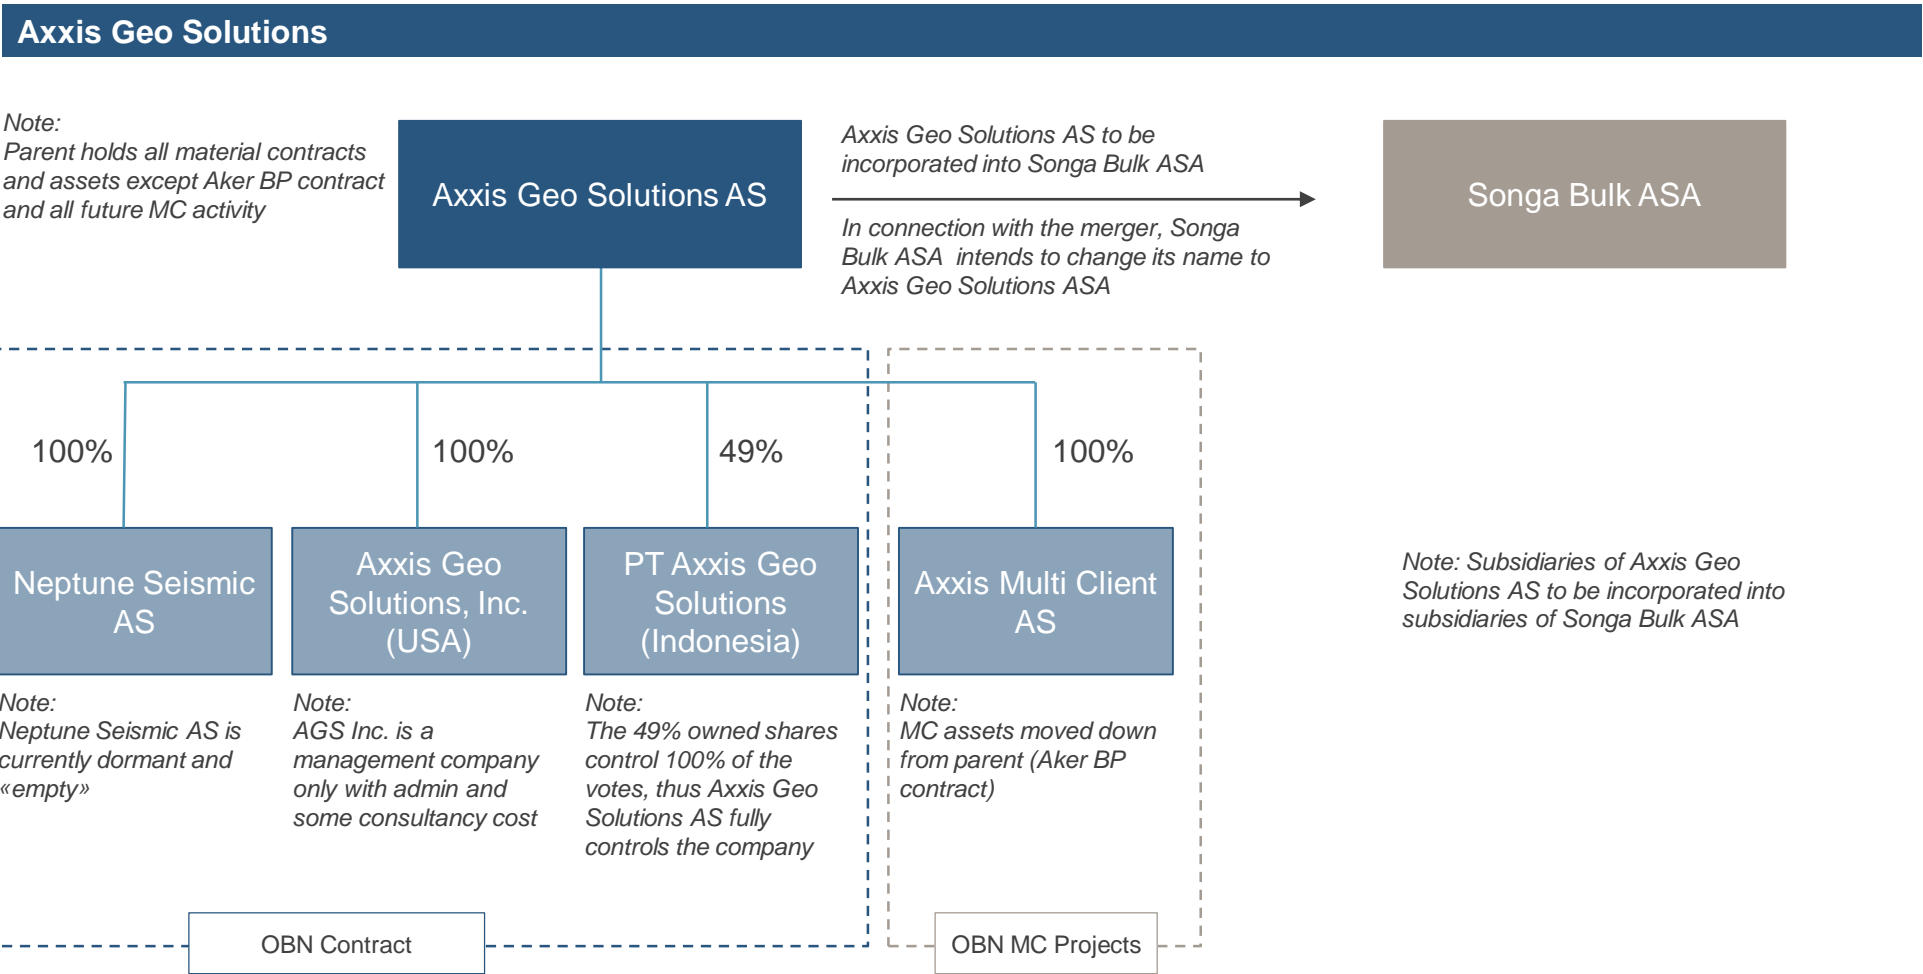 Axxis Geo Solutions
Note:
Parent holds all material contracts
and assets except Aker BP contract
and all future MC activity
Axxis Geo Solutions AS
Axxis Geo Solutions AS to be
incorporated into Songa Bulk ASA
In connection with the merger, Songa
Bulk ASA intends to change its name to
Axxis Geo Solutions ASA
Songa Bulk ASA
100%
100%
49%
100%
Neptune Seismic
AS
Axxis Geo
Solutions, Inc.
(USA)
PT Axxis Geo
Solutions
(Indonesia)
Axxis Multi Client
AS
Note: Subsidiaries of Axxis Geo
Solutions AS to be incorporated into
subsidiaries of Songa Bulk ASA
Note:
Neptune Seismic AS is
currently dormant and
«empty»
Note:
AGS Inc. is a
management company
only with admin and
some consultancy cost
Note:
The 49% owned shares
control 100% of the
votes, thus Axxis Geo
Solutions AS fully
controls the company
Note:
MC assets moved down
from parent (Aker BP
contract)
OBN Contract
OBN MC Projects